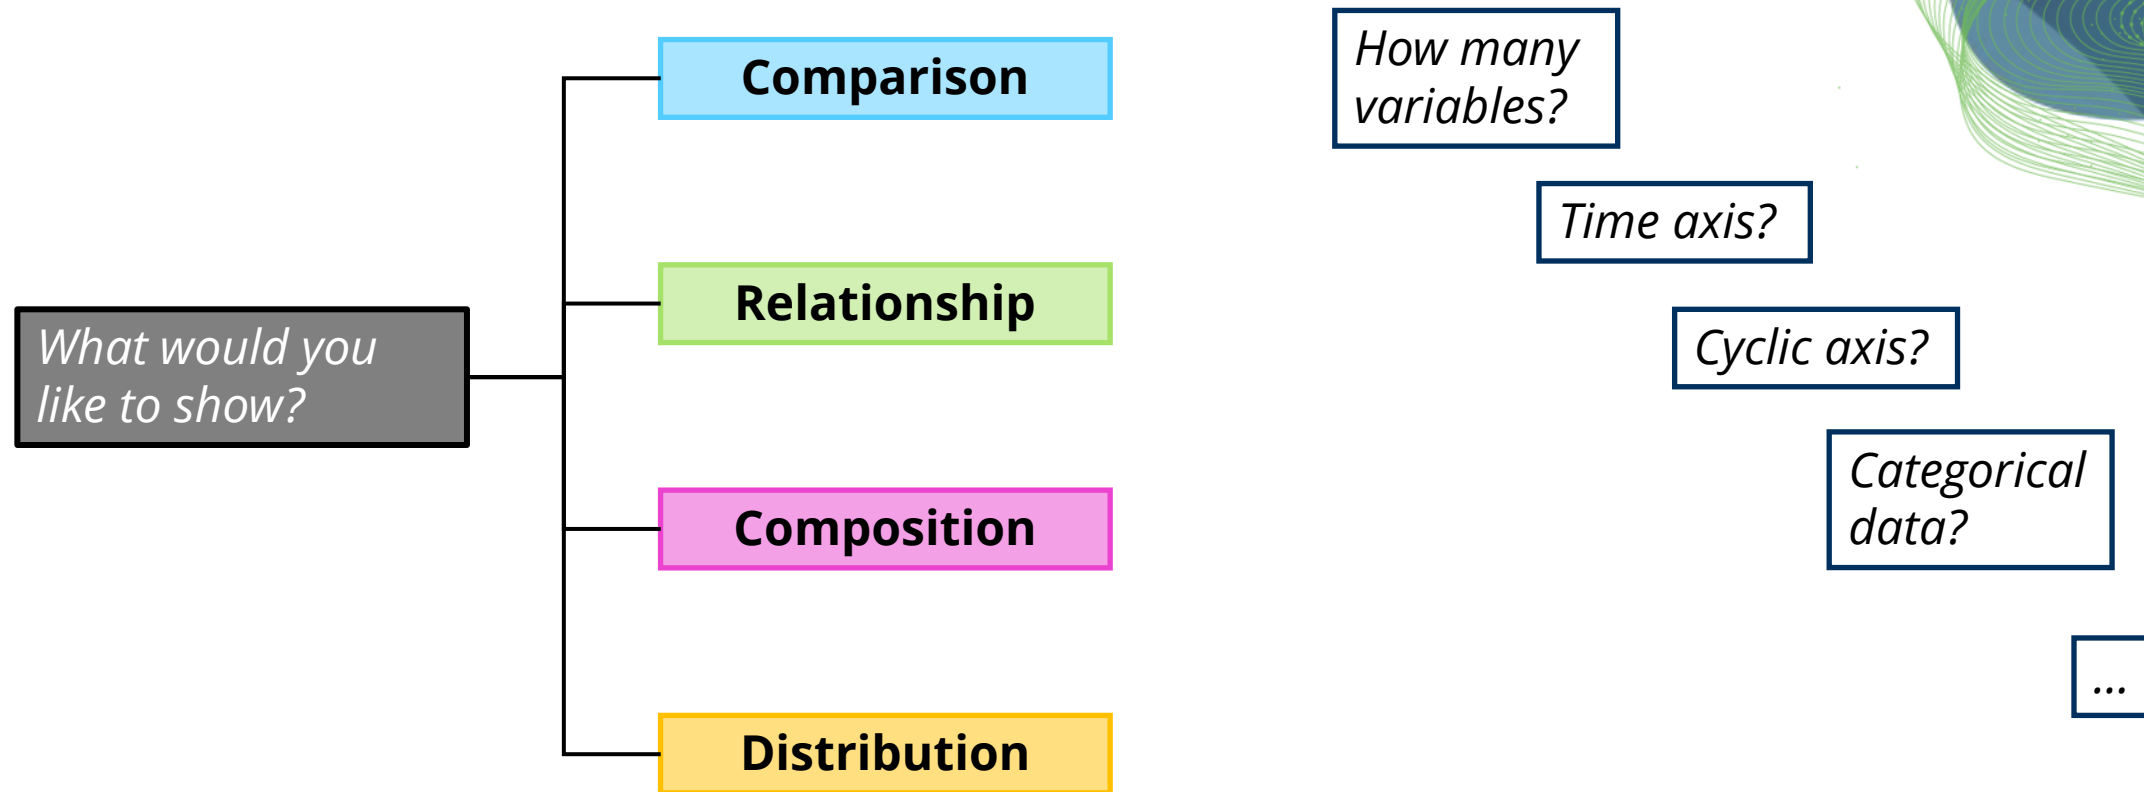 What would you
like to show?
Comparison
Relationship
Composition
Distribution
How many
variables?
Time axis?
Cyclic axis?
Categorical
data?
...